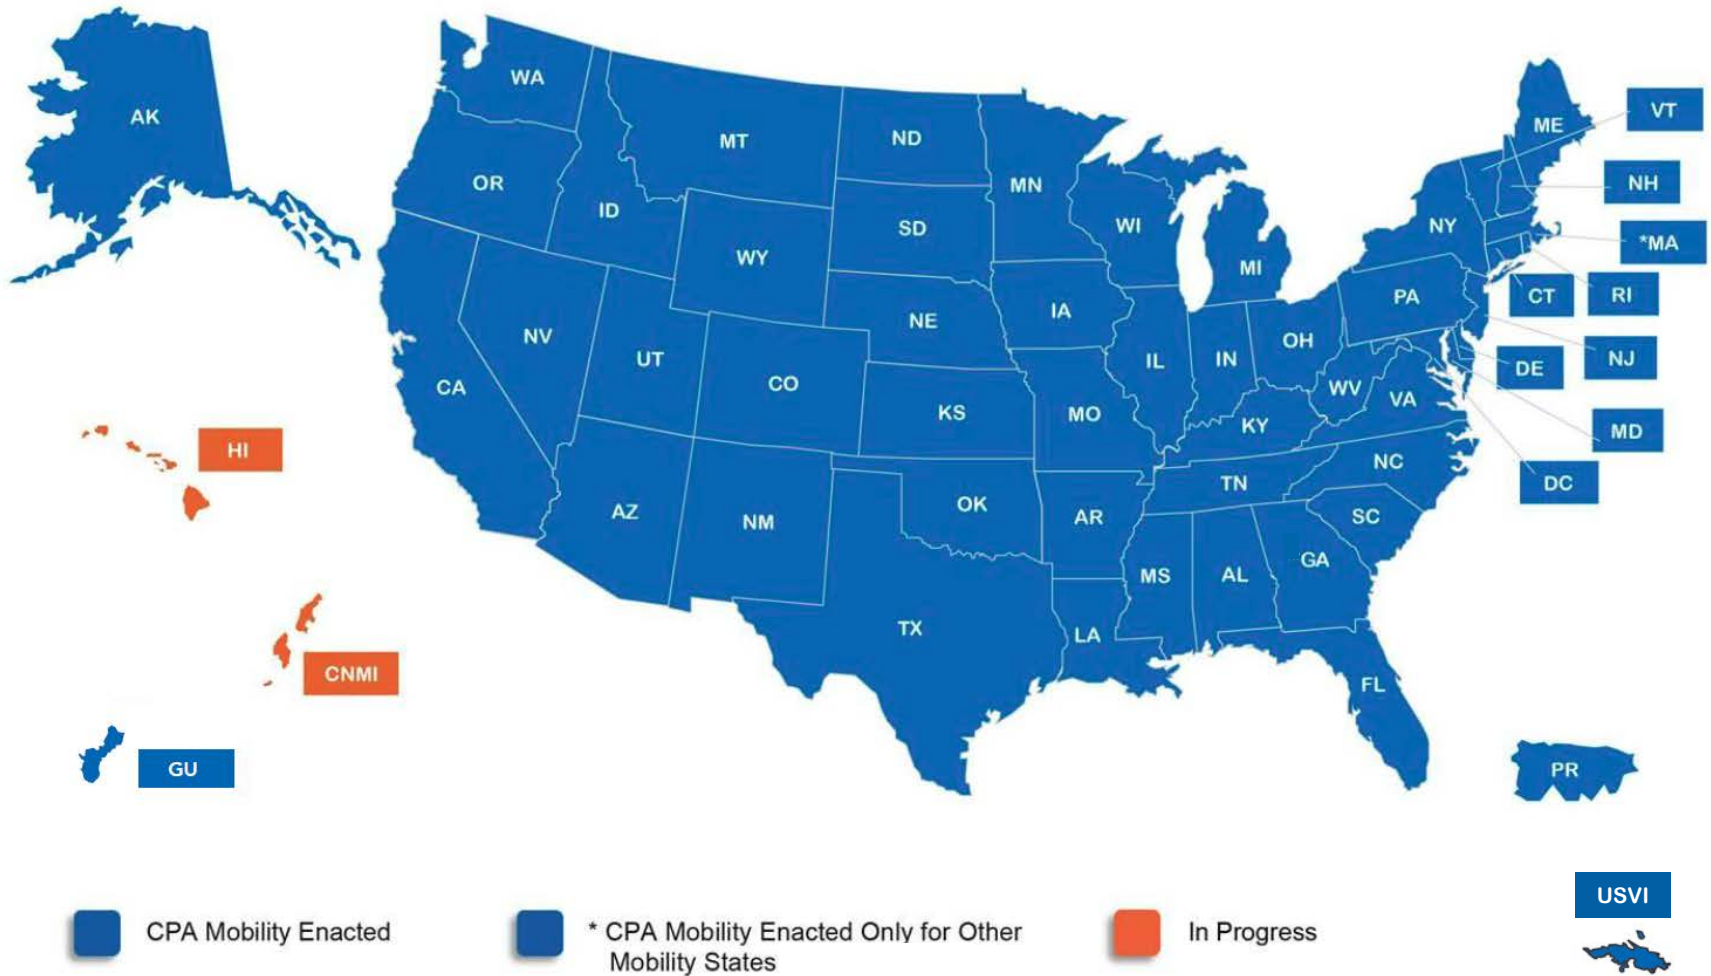 AK
WA
MT
ND
MN
OR
ID
SD
WI
WY
MI
NY
ME
VT
NH
*MA
CT
RI
NV
UT
NE
IA
PA
OH
IL
IN
NJ
DE
CA
CO
KS
MO
WV
VA
KY
MD
DC
HI
AZ
NM
OK
AR
TN
NC
SC
MS
AL
GA
TX
LA
FL
CNMI
GU
PR
USVI
CPA Mobility Enacted
* CPA Mobility Enacted Only for Other
Mobility States
In Progress